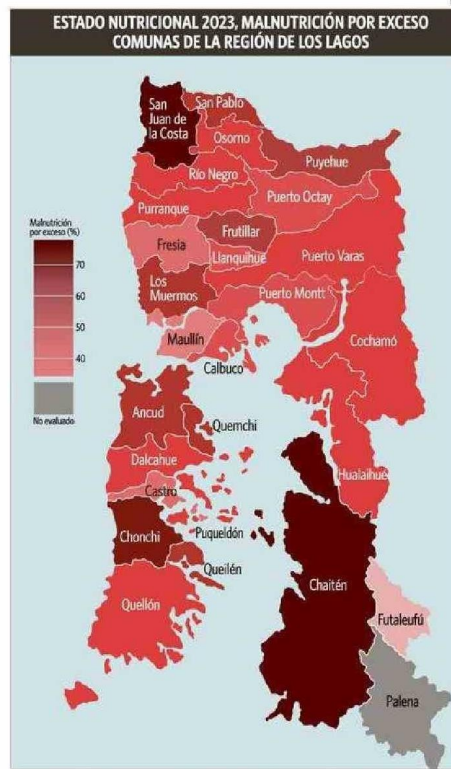 ESTADO NUTRICIONAL 2023, MALNUTRICIÓN POR EXCESO
COMUNAS DE LA REGIÓN DE LOS LAGOS
San
Juan de
la Costa
San Pablo
Osorno
Puyehue
Río Negro
Puerto Octay
Purranque
Frutillar
Fresia
Llanquihue
Puerto Varas
Malnutrición
por exceso (%)
70
60
50
40
No evaluado
Los
Muermos
Puerto Montt
Maullín
Calbuco
Cochamó
Ancud
Quemchi
Dalcahue
Castro
Hualaihué
Chonchi
Puqueldón
Queilén
Chaitén
Quellón
Futaleufú
Palena